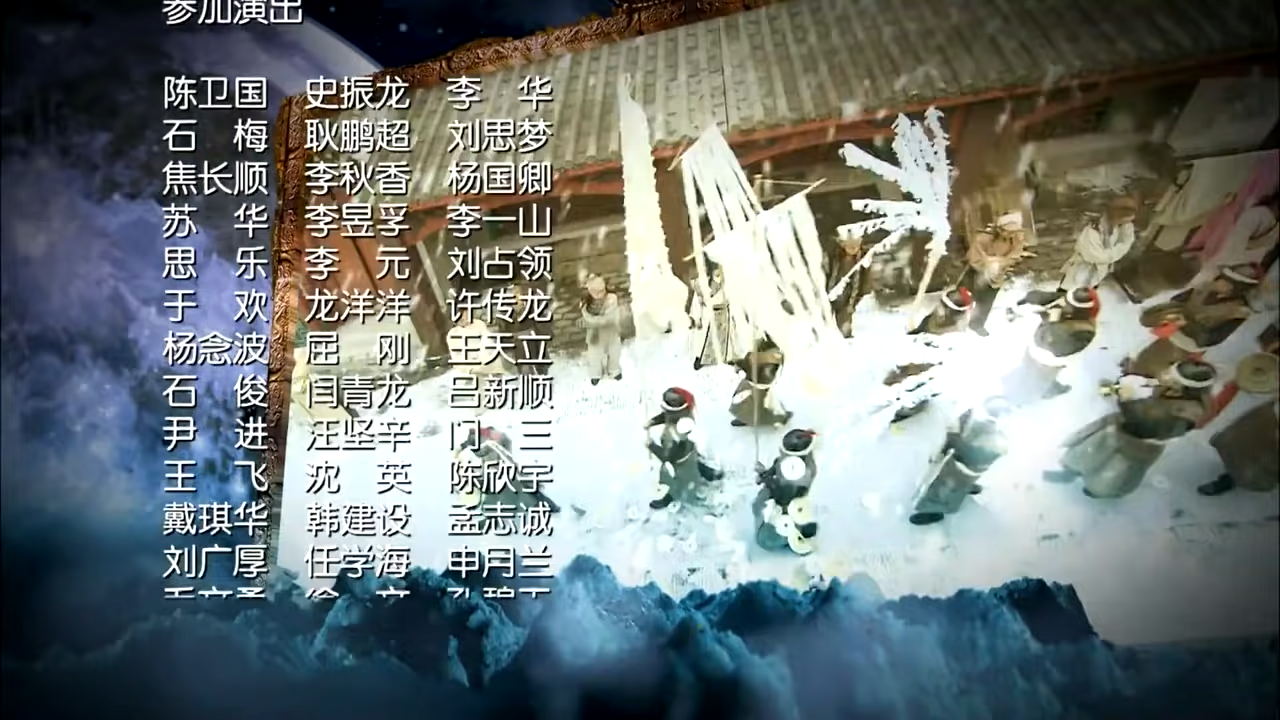 参加演出
陈卫国 史振龙 李 华
石 梅 耿鹏超 刘思梦
焦长顺 李秋香 杨国卿
苏 华 李昱孚 李一山
思 乐 李 元 刘占领
于 欢 龙洋洋 许传龙
杨念波 屈 刚 王天立
石 俊 闫青龙 吕新顺
尹 进 汪坚辛 门 三
王 飞 沈 英 陈欣宇
戴琪华 韩建设 孟志诚
刘广厚 任学海 申月兰